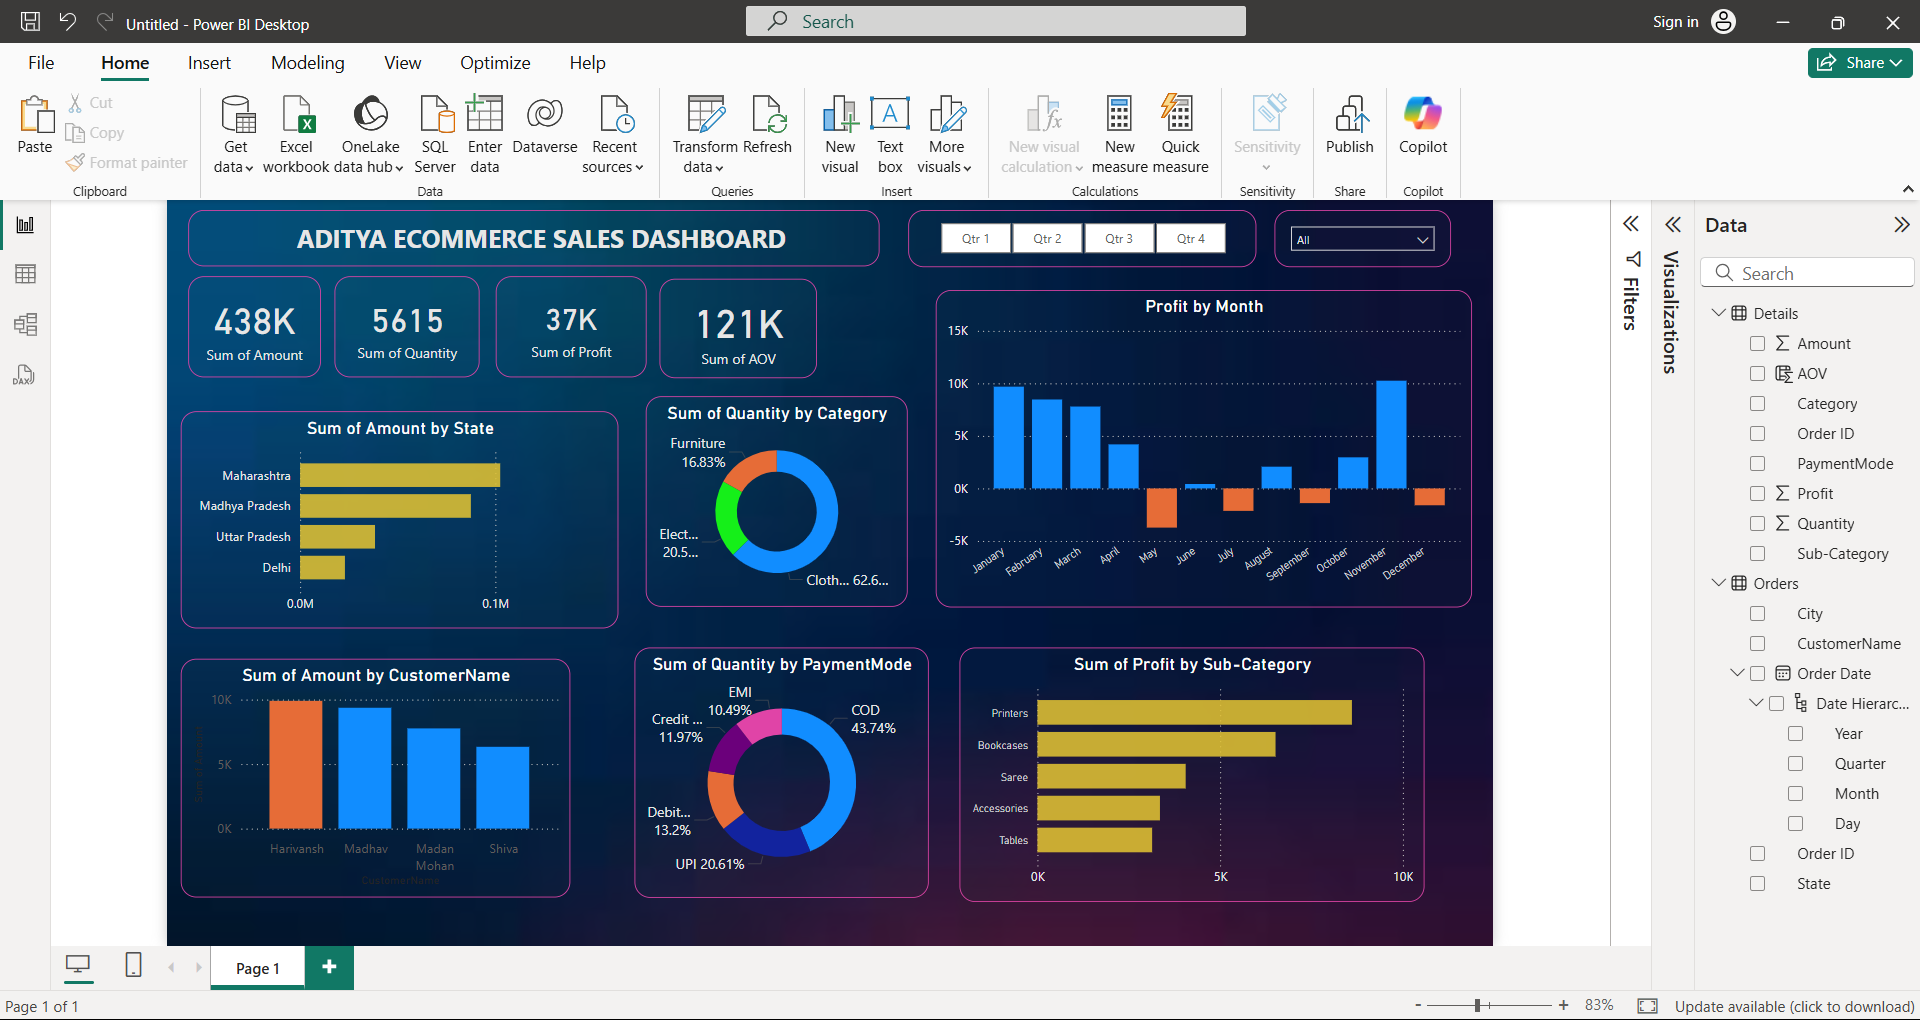 Untitled - Power BI Desktop
Search
Sign in
File
Home
Insert
Modeling
View
Optimize
Help
Share
Paste
Cut
Copy
Format painter
Clipboard
Get data
Excel workbook
OneLake data hub
SQL Server
Enter data
Dataverse
Recent sources
Data
Transform data
Refresh
Queries
New visual
Text box
More visuals
Insert
New visual calculation
New measure
Quick measure
Calculations
Sensitivity
Sensitivity
Publish
Share
Copilot
Copilot
ADITYA ECOMMERCE SALES DASHBOARD
Qtr 1
Qtr 2
Qtr 3
Qtr 4
All
438K
Sum of Amount
5615
Sum of Quantity
37K
Sum of Profit
121K
Sum of AOV
Profit by Month
15K
10K
5K
0K
-5K
January
February
March
April
May
June
July
August
September
October
November
December
Sum of Amount by State
Maharashtra
Madhya Pradesh
Uttar Pradesh
Delhi
0.0M
0.1M
Sum of Quantity by Category
Furniture
16.83%
Elect...
20.5...
Cloth... 62.6...
Sum of Amount by CustomerName
10K
5K
0K
Harivansh
Madhav
Madan
Mohan
Shiva
CustomerName
Sum of Quantity by PaymentMode
EMI
10.49%
Credit ...
11.97%
COD
43.74%
Debit...
13.2%
UPI 20.61%
Sum of Profit by Sub-Category
Printers
Bookcases
Saree
Accessories
Tables
0K
5K
10K
Filters
Visualizations
Data
Search
Details
Amount
AOV
Category
Order ID
PaymentMode
Profit
Quantity
Sub-Category
Orders
City
CustomerName
Order Date
Date Hierarc...
Year
Quarter
Month
Day
Order ID
State
Page 1
Page 1 of 1
- + 83%
Update available (click to download)